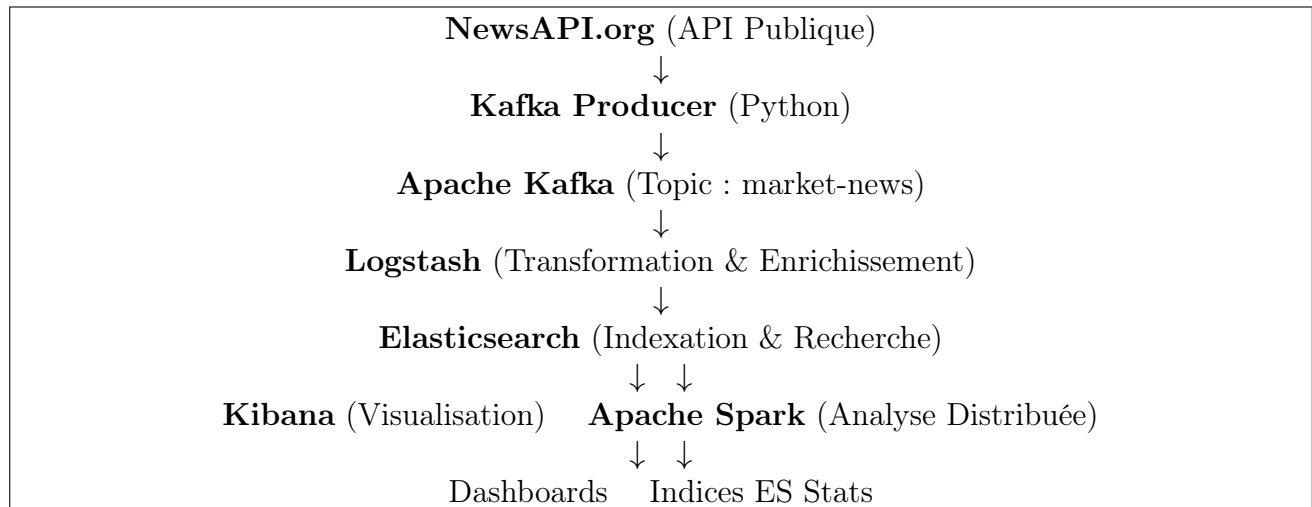 NewsAPI.org (API Publique)
↓
Kafka Producer (Python)
↓
Apache Kafka (Topic : market-news)
↓
Logstash (Transformation & Enrichissement)
↓
Elasticsearch (Indexation & Recherche)
↓ ↓
Kibana (Visualisation) Apache Spark (Analyse Distribuée)
↓ ↓
Dashboards Indices ES Stats